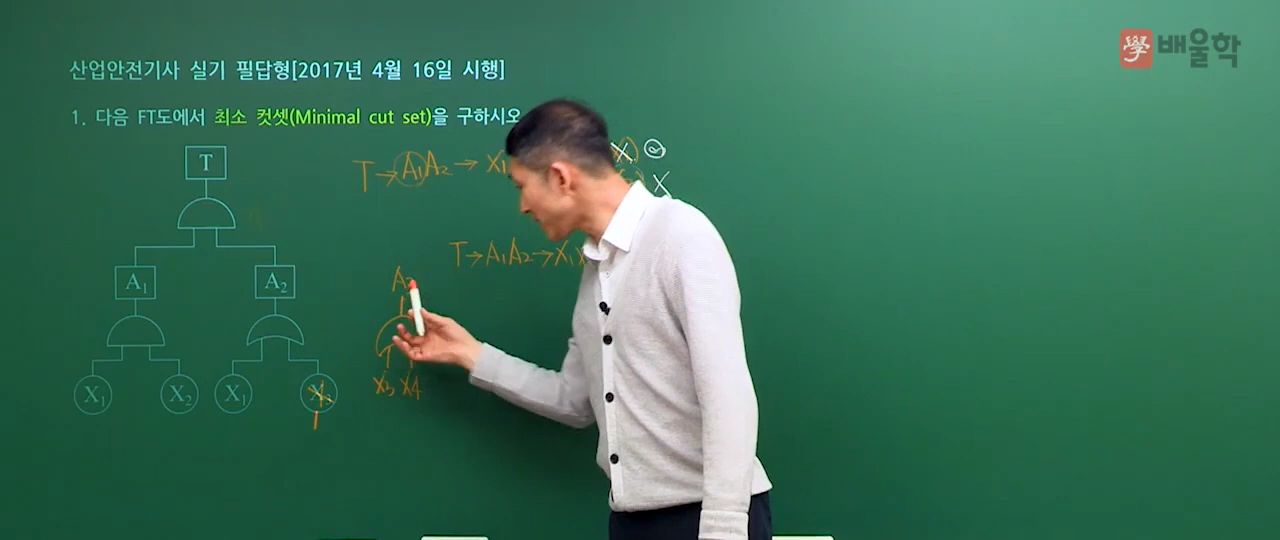 學 배울학
산업안전기사 실기 필답형[2017년 4월 16일 시행]
1. 다음 FT도에서 최소 컷셋(Minimal cut set)을 구하시오
T
T→A₁A₂→X₁
X
X
A₁ A₂
T→A₁A₂→X₁
X₃ X₄
X₁ X₂ X₁ X₃